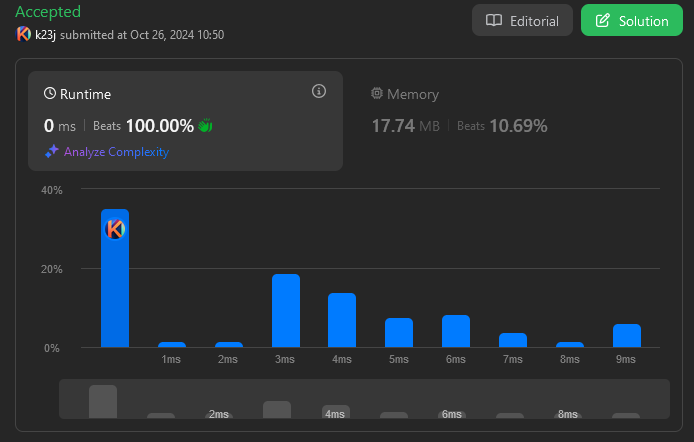 Accepted
k23j submitted at Oct 26, 2024 10:50
Editorial
Solution
Runtime
0 ms | Beats 100.00%
Analyze Complexity
Memory
17.74 MB | Beats 10.69%
40%
20%
0%
1ms 2ms 3ms 4ms 5ms 6ms 7ms 8ms 9ms
2ms 4ms 6ms 8ms